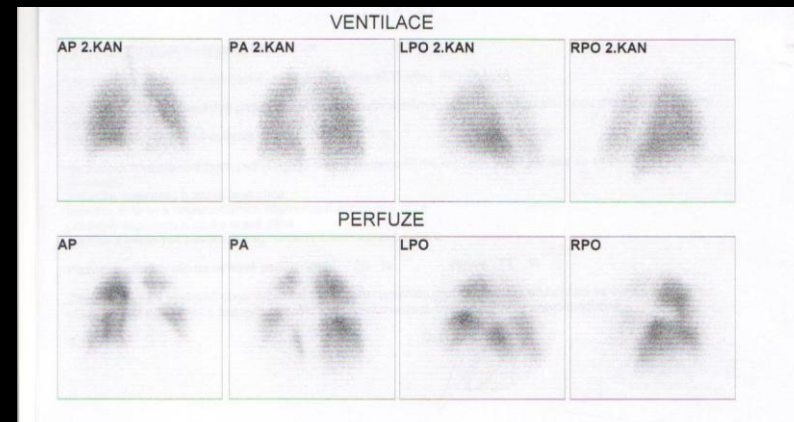 VENTILACE
AP 2.KAN
PA 2.KAN
LPO 2.KAN
RPO 2.KAN
PERFUZE
AP
PA
LPO
RPO